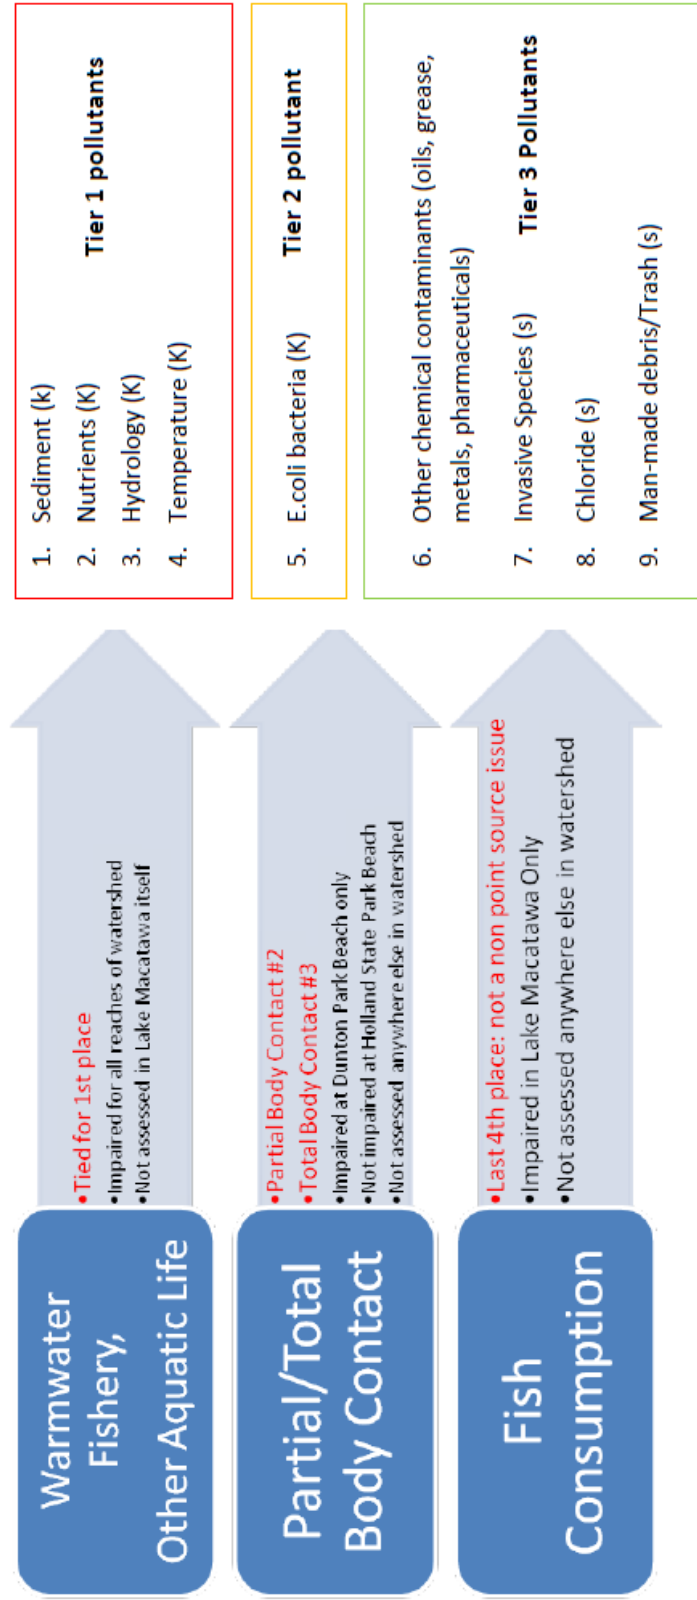 Warmwater
Fishery,
Other Aquatic Life
•Tied for 1st place
•Impaired for all reaches of watershed
•Not assessed in Lake Macatawa itself
1. Sediment (k)
2. Nutrients (K)
3. Hydrology (K)
4. Temperature (K)
Tier 1 pollutants
Partial/Total
Body Contact
•Partial Body Contact #2
•Total Body Contact #3
•Impaired at Dunton Park Beach only
•Not impaired at Holland State Park Beach
•Not assessed anywhere else in watershed
5. E.coli bacteria (K)
Tier 2 pollutant
Fish
Consumption
•Last 4th place: not a non point source issue
•Impaired in Lake Macatawa Only
•Not assessed anywhere else in watershed
6. Other chemical contaminants (oils, grease,
metals, pharmaceuticals)
7. Invasive Species (s)
8. Chloride (s)
9. Man-made debris/Trash (s)
Tier 3 Pollutants